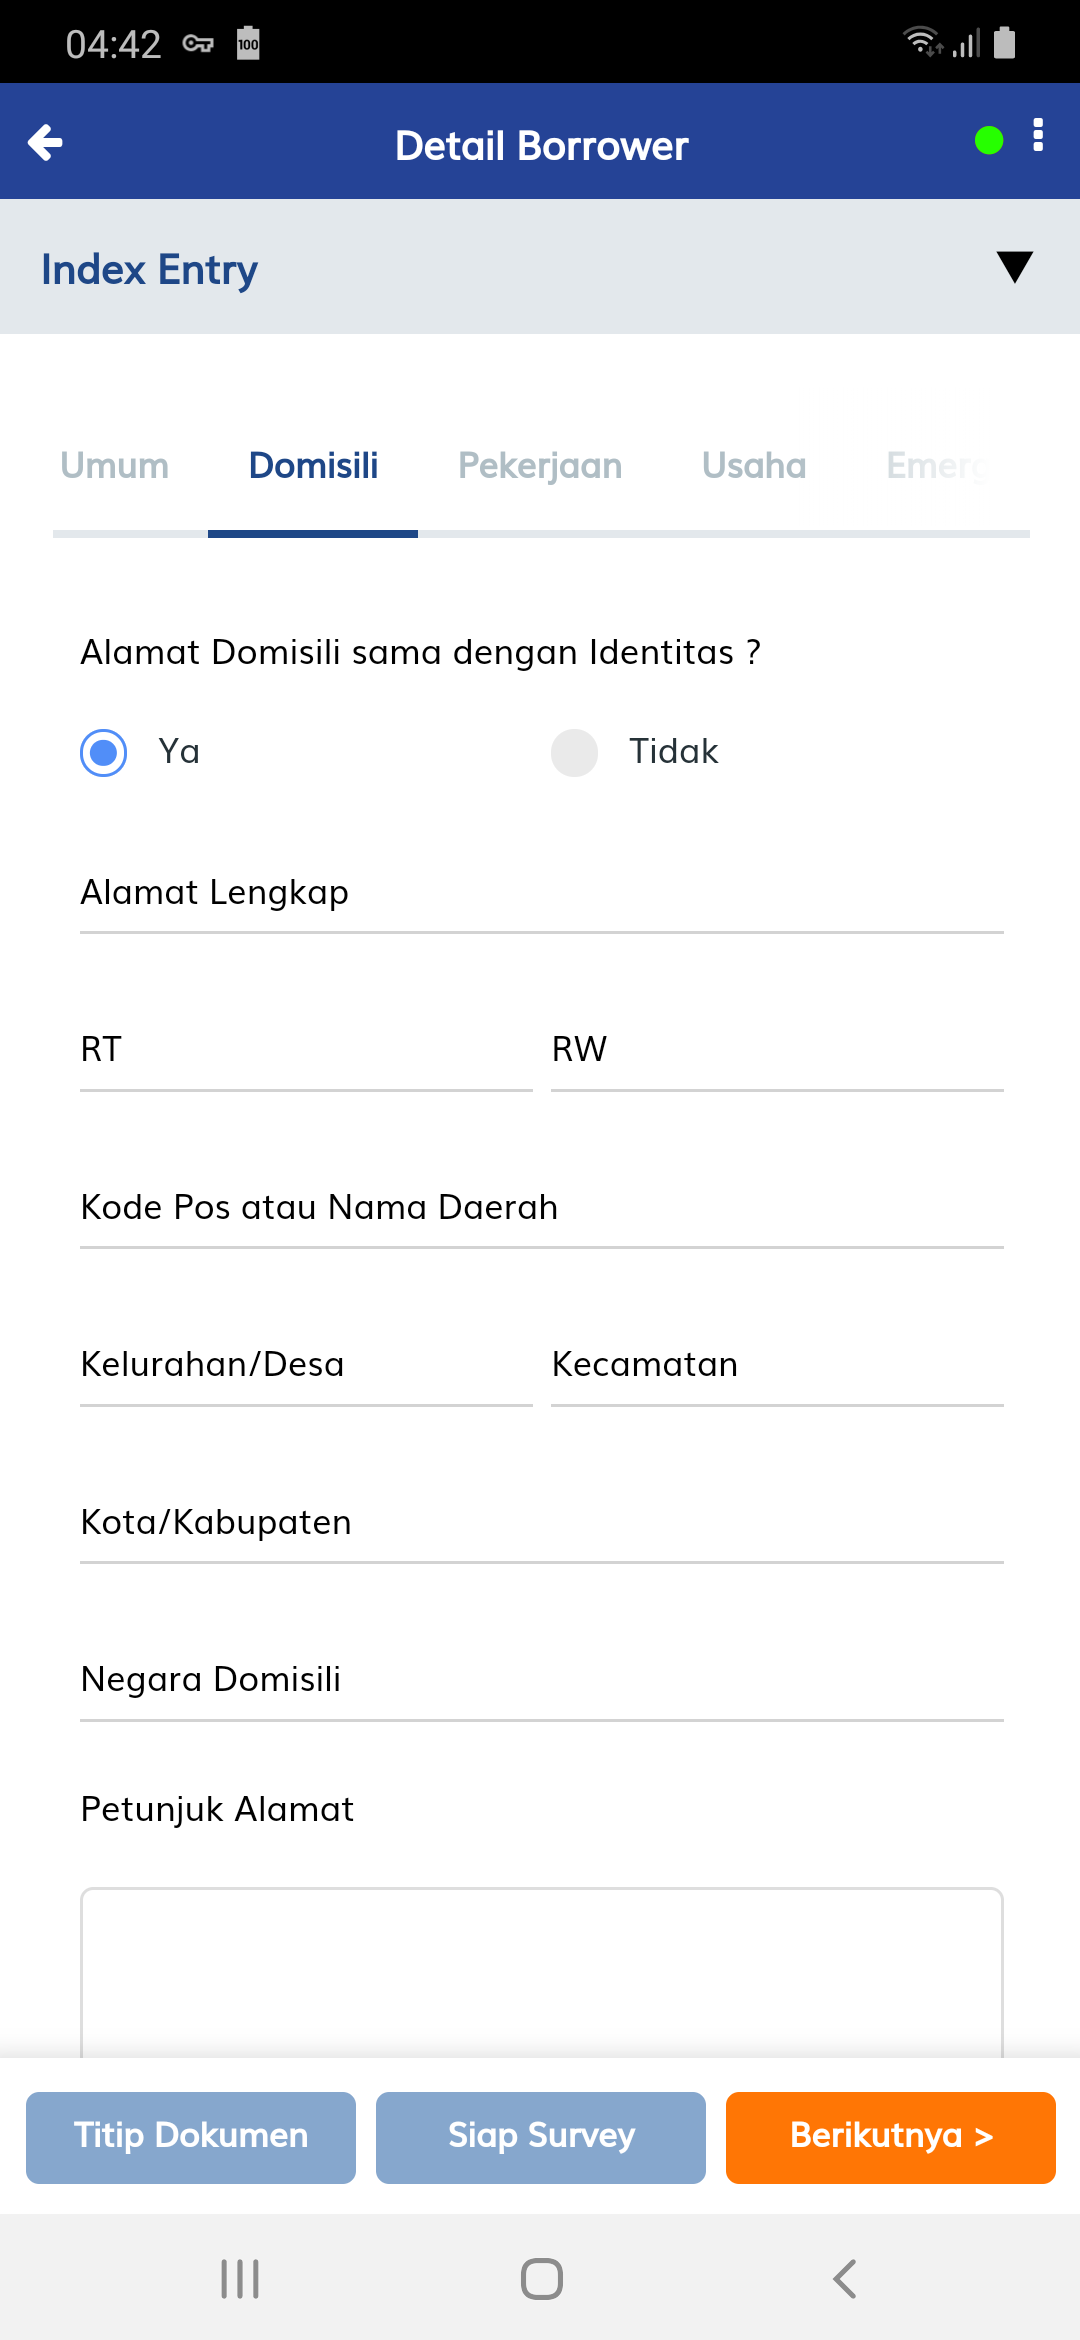 04:42
100
Detail Borrower
Index Entry
Umum Domisili Pekerjaan Usaha Emerg
Alamat Domisili sama dengan Identitas ?
Ya Tidak
Alamat Lengkap
RT RW
Kode Pos atau Nama Daerah
Kelurahan/Desa Kecamatan
Kota/Kabupaten
Negara Domisili
Petunjuk Alamat
Titip Dokumen Siap Survey Berikutnya >